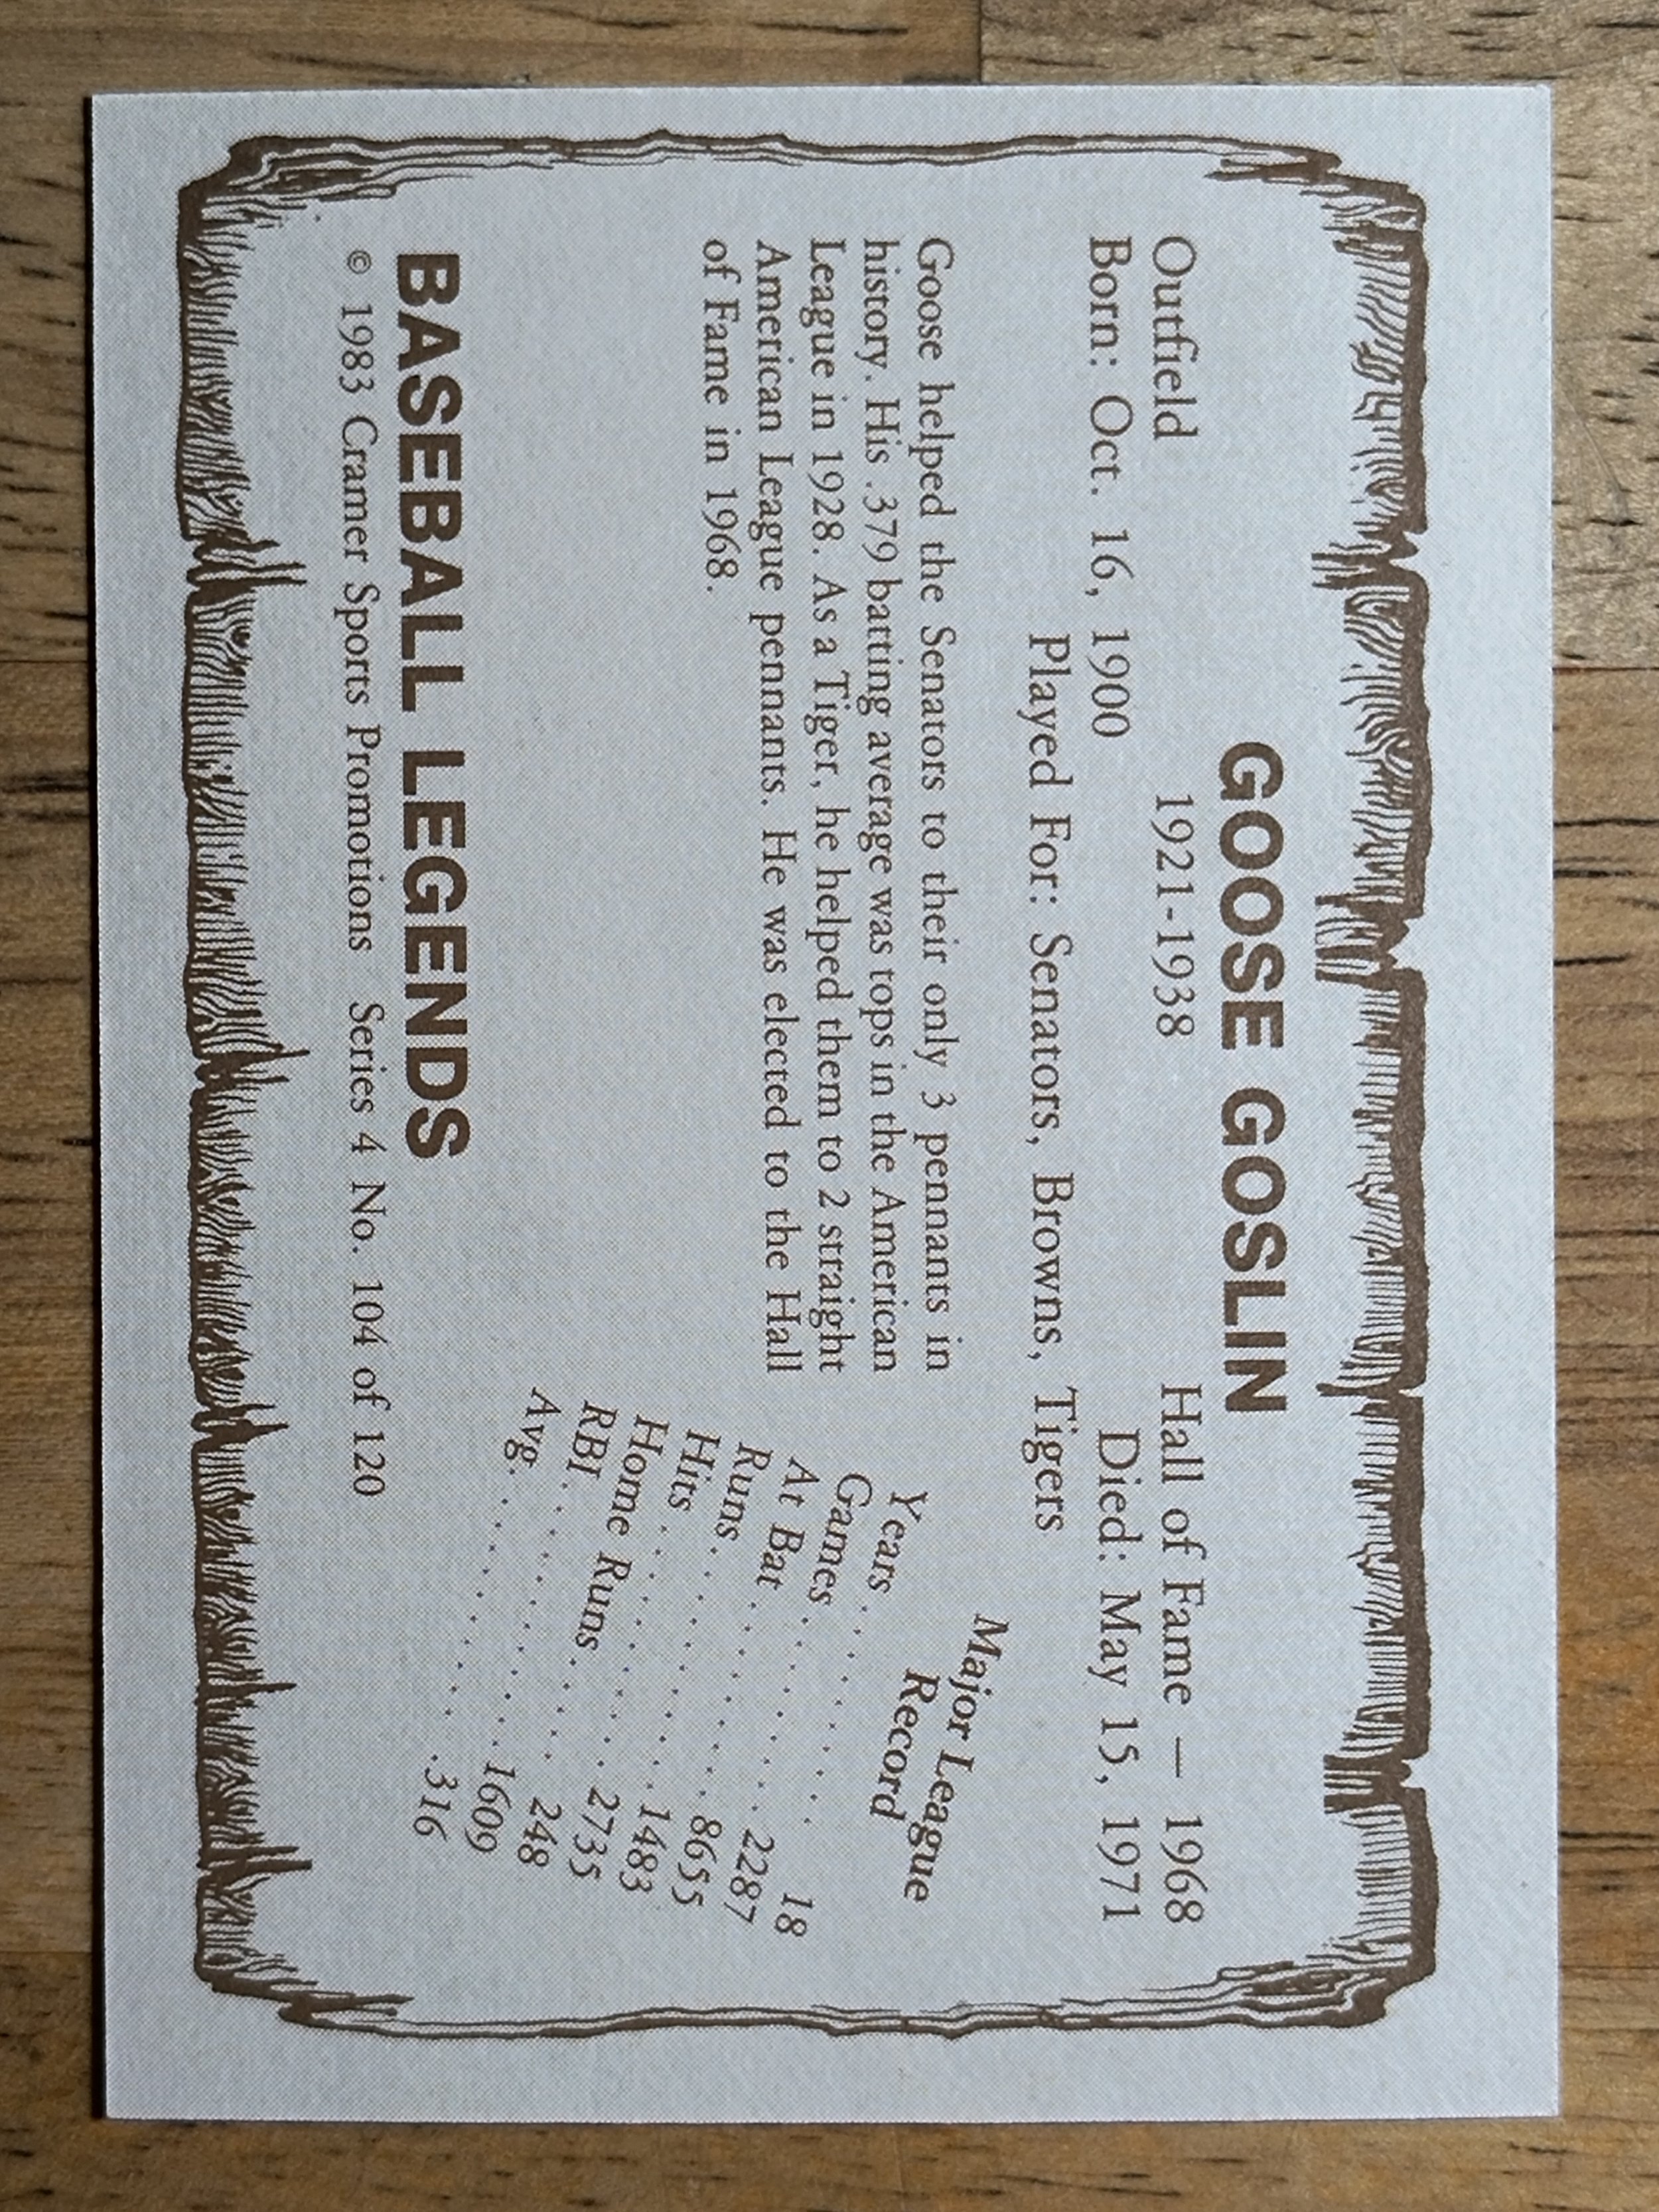 GOOSE GOSLIN
Outfield 1921-1938 Hall of Fame — 1968
Born: Oct. 16, 1900 Died: May 15, 1971
Played For: Senators, Browns, Tigers
Goose helped the Senators to their only 3 pennants in
history. His .379 batting average was tops in the American
League in 1928. As a Tiger, he helped them to 2 straight
American League pennants. He was elected to the Hall
of Fame in 1968.
Major League
Record
Years . . . . . . . . . . 18
Games . . . . . . . . 2287
At Bat . . . . . . . . 8655
Runs . . . . . . . . . 1483
Hits . . . . . . . . . . 2735
Home Runs . . . . . 248
RBI . . . . . . . . . . 1609
Avg. . . . . . . . . . . .316
BASEBALL LEGENDS
© 1983 Cramer Sports Promotions Series 4 No. 104 of 120